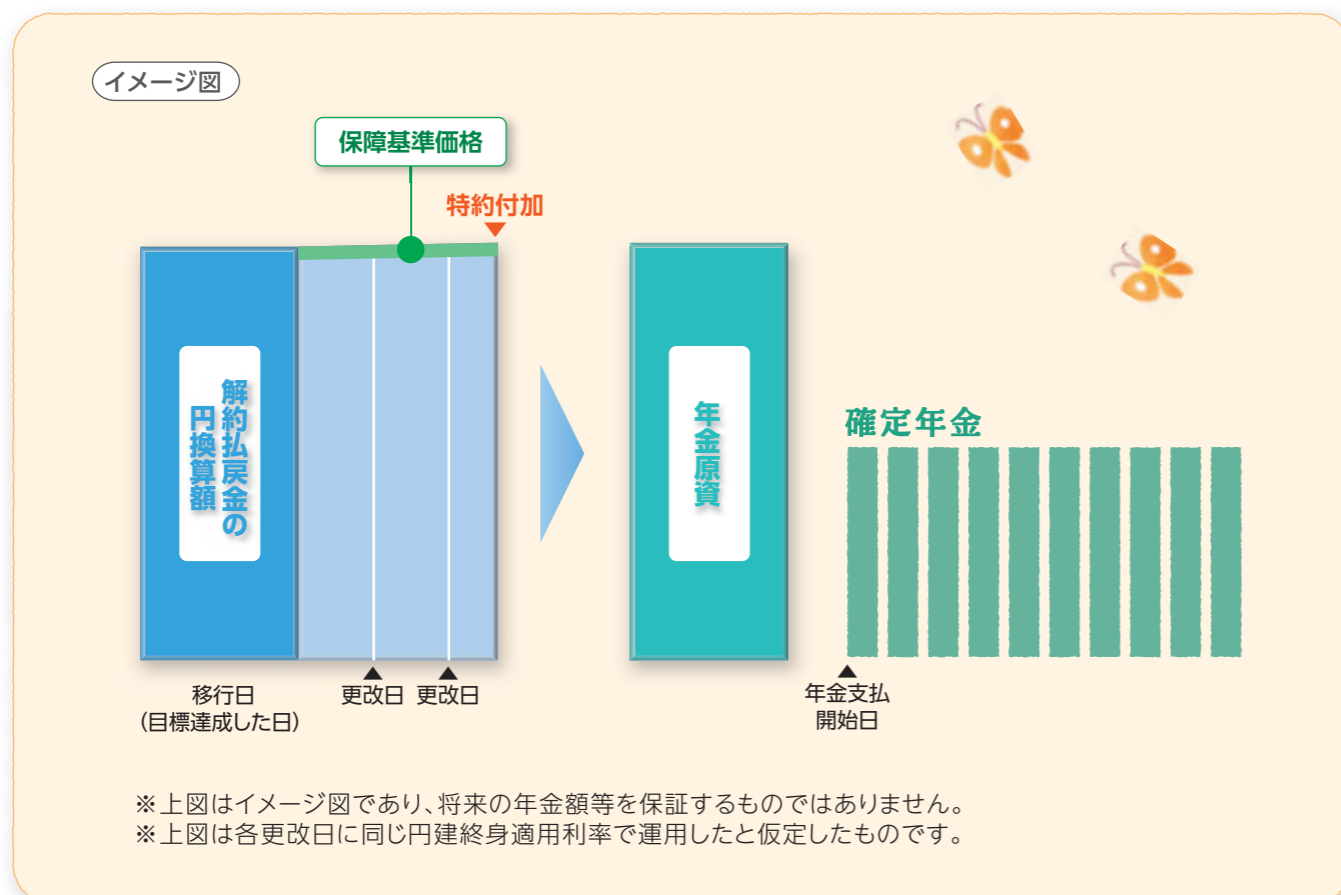 イメージ図
保障基準価格
特約付加
解約払戻金の
円換算額
年金原資
確定年金
移行日
(目標達成した日)
更改日
更改日
年金支払
開始日
※上図はイメージ図であり、将来の年金額等を保証するものではありません。
※上図は各更改日に同じ円建終身適用利率で運用したと仮定したものです。